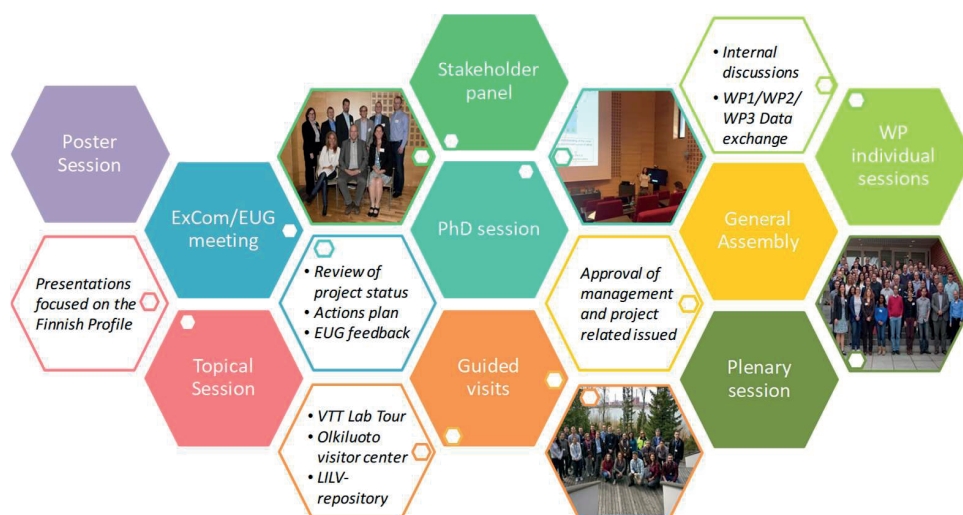 Poster
Session
ExCom/EUG
meeting
Stakeholder
panel
PhD session
• Internal
discussions
• WP1/WP2/
WP3 Data
exchange
WP
individual
sessions
General
Assembly
Presentations
focused on the
Finnish Profile
• Review of
project status
• Actions plan
• EUG feedback
Approval of
management
and project
related issued
Topical
Session
Guided
visits
Plenary
session
• VTT Lab Tour
• Olkiluoto
visitor center
• LILV-
repository